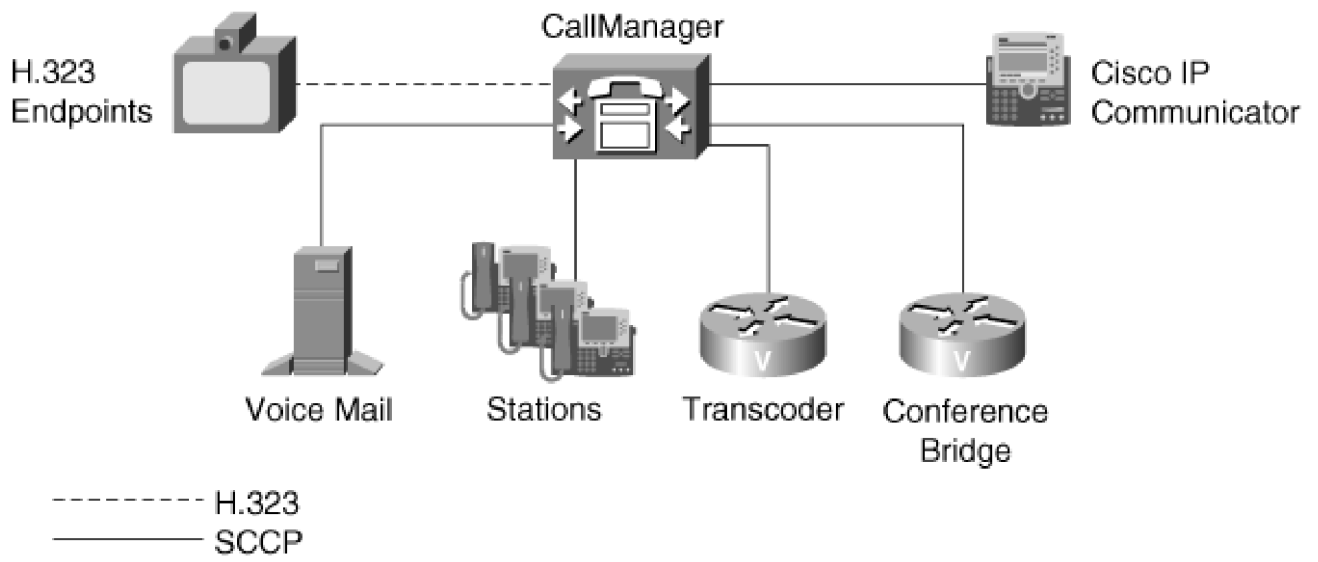 CallManager
H.323
Endpoints
Cisco IP
Communicator
V
V
Voice Mail
Stations
Transcoder
Conference
Bridge
H.323
SCCP